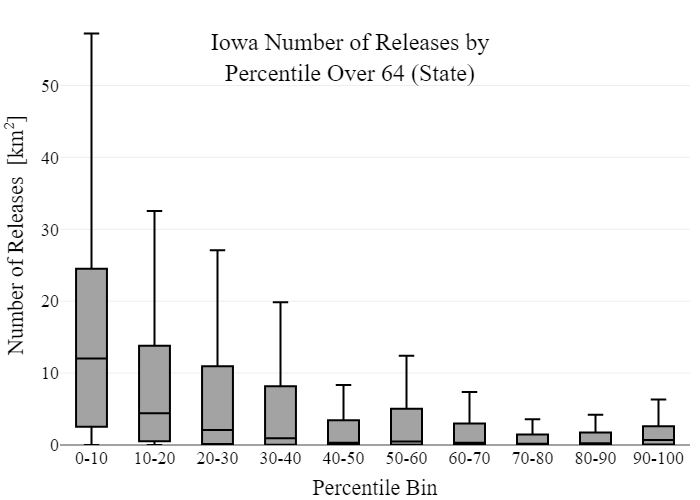 Iowa Number of Releases by
Percentile Over 64 (State)
Number of Releases [km²]
50
40
30
20
10
0
0-10 10-20 20-30 30-40 40-50 50-60 60-70 70-80 80-90 90-100
Percentile Bin